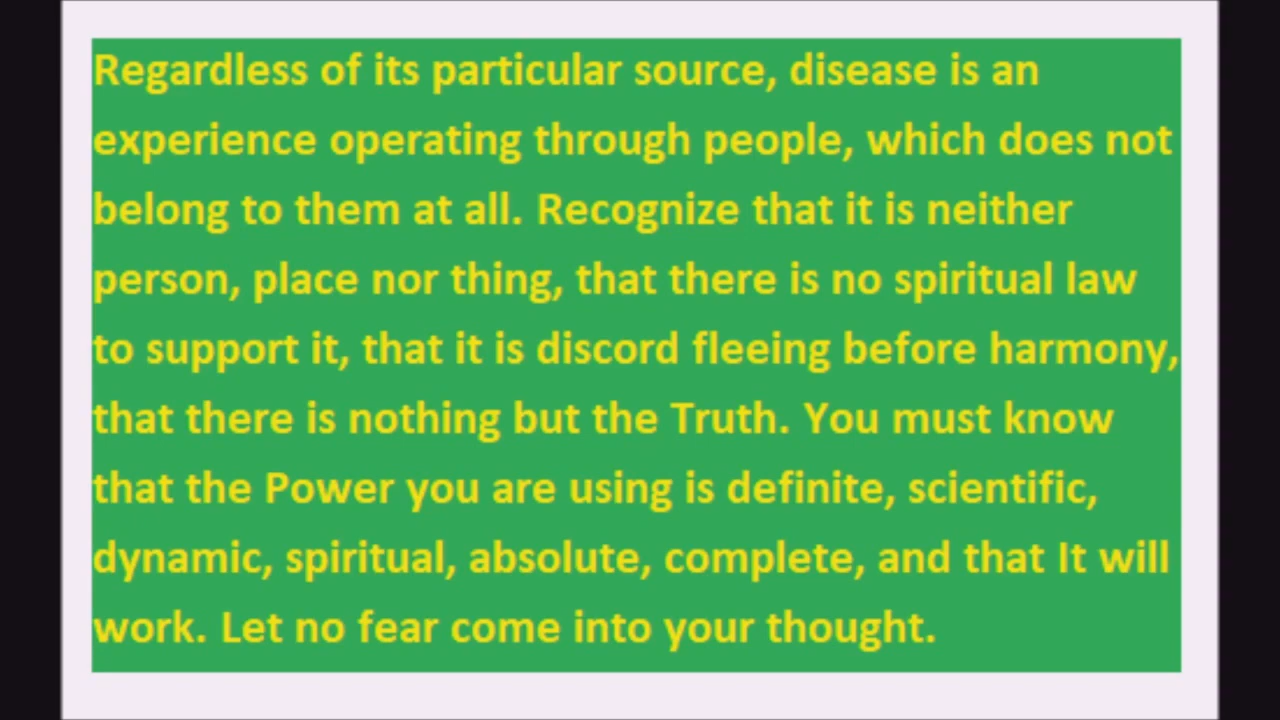 Regardless of its particular source, disease is an
experience operating through people, which does not
belong to them at all. Recognize that it is neither
person, place nor thing, that there is no spiritual law
to support it, that it is discord fleeing before harmony,
that there is nothing but the Truth. You must know
that the Power you are using is definite, scientific,
dynamic, spiritual, absolute, complete, and that It will
work. Let no fear come into your thought.